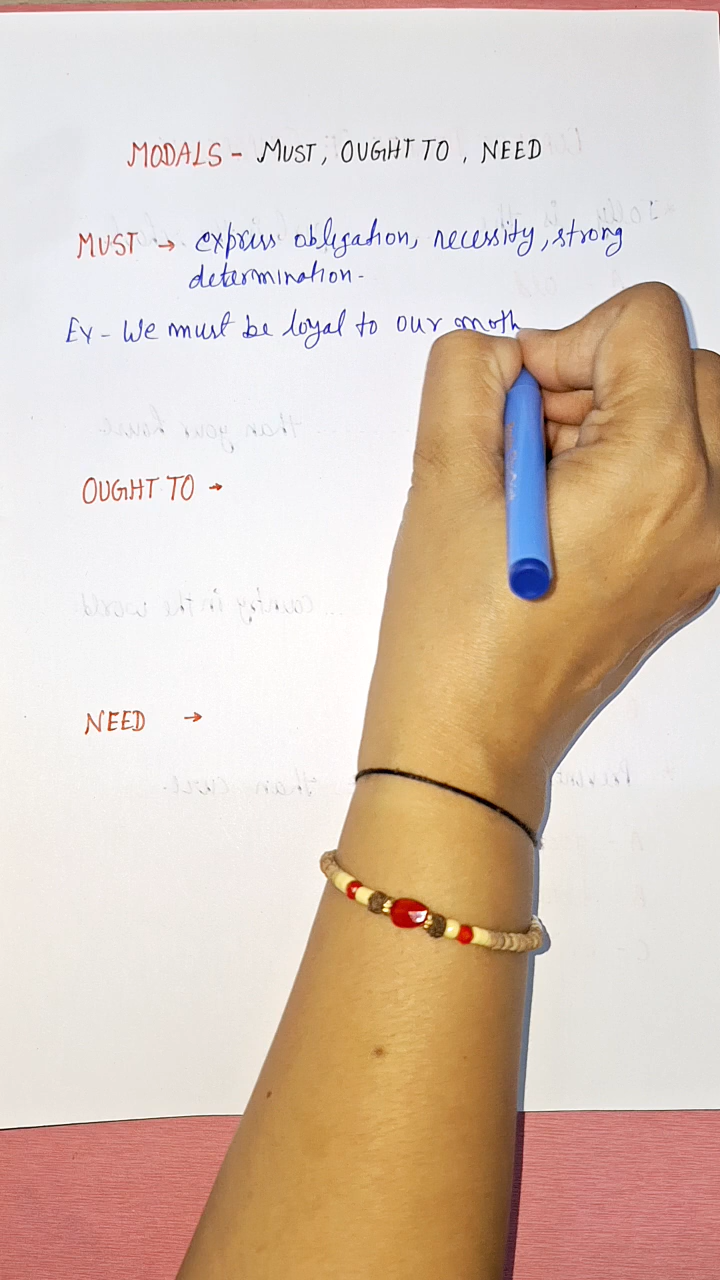 MODALS - MUST, OUGHT TO, NEED
MUST → express obligation, necessity, strong
determination.
Ex - We must be loyal to our moth
OUGHT TO →
NEED →